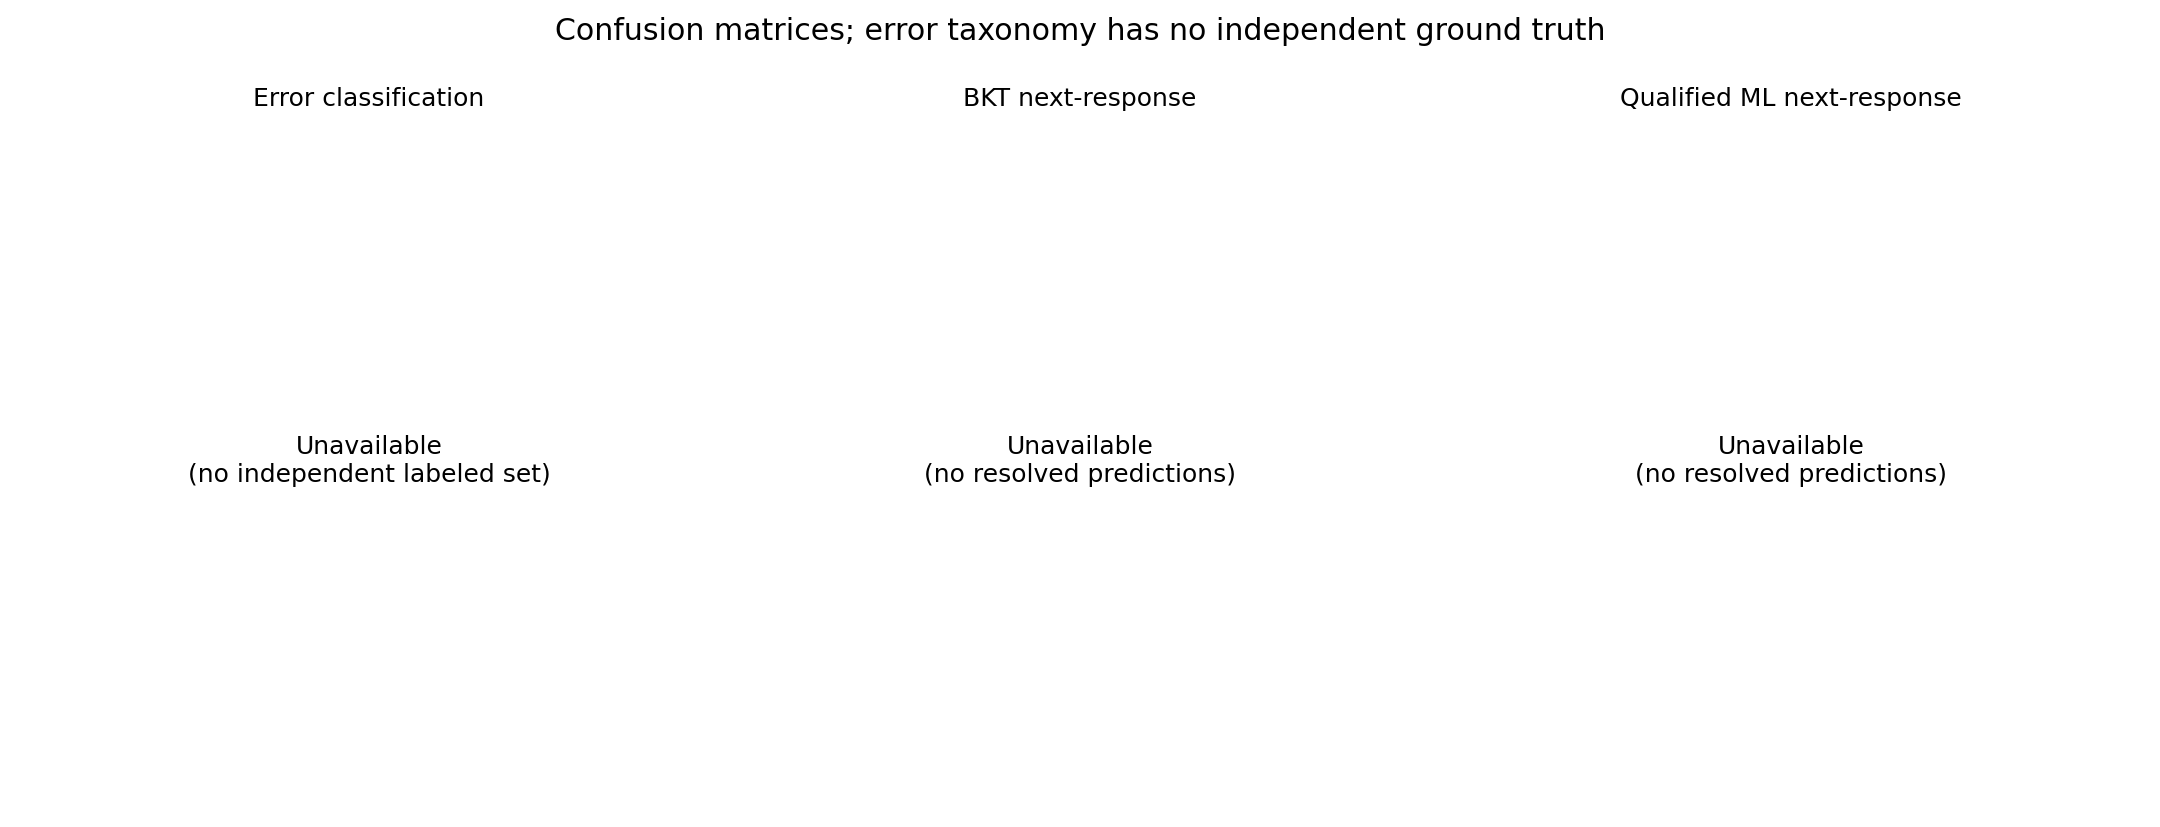 Confusion matrices; error taxonomy has no independent ground truth
Error classification
BKT next-response
Qualified ML next-response
Unavailable
(no independent labeled set)
Unavailable
(no resolved predictions)
Unavailable
(no resolved predictions)